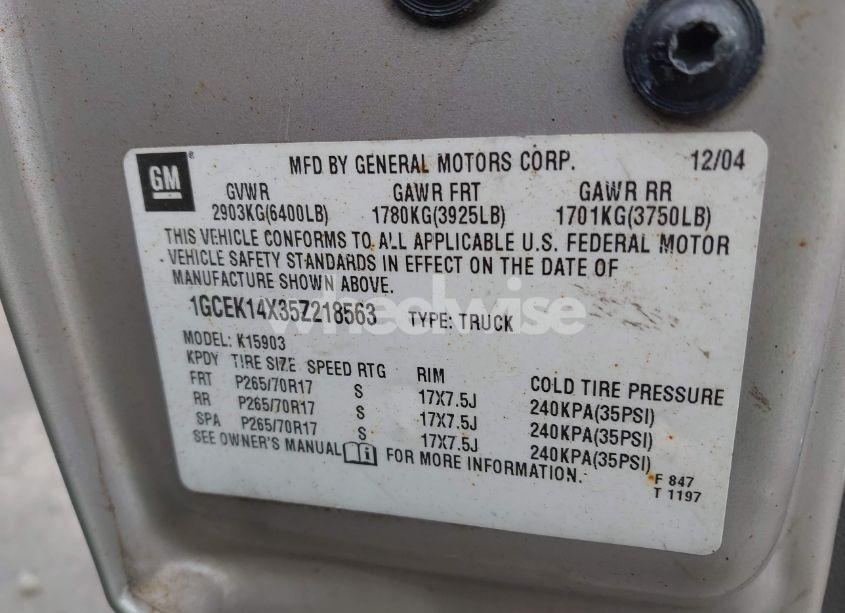 GM
MFD BY GENERAL MOTORS CORP. 12/04
GVWR GAWR FRT GAWR RR
2903KG(6400LB) 1780KG(3925LB) 1701KG(3750LB)
THIS VEHICLE CONFORMS TO ALL APPLICABLE U.S. FEDERAL MOTOR
VEHICLE SAFETY STANDARDS IN EFFECT ON THE DATE OF
MANUFACTURE SHOWN ABOVE.
1GCEK14X35Z218563 TYPE: TRUCK
wheelwise
MODEL: K15903
KPDY TIRE SIZE SPEED RTG RIM COLD TIRE PRESSURE
FRT P265/70R17 S 17X7.5J 240KPA(35PSI)
RR P265/70R17 S 17X7.5J 240KPA(35PSI)
SPA P265/70R17 S 17X7.5J 240KPA(35PSI)
SEE OWNER'S MANUAL FOR MORE INFORMATION.
F 847
T 1197